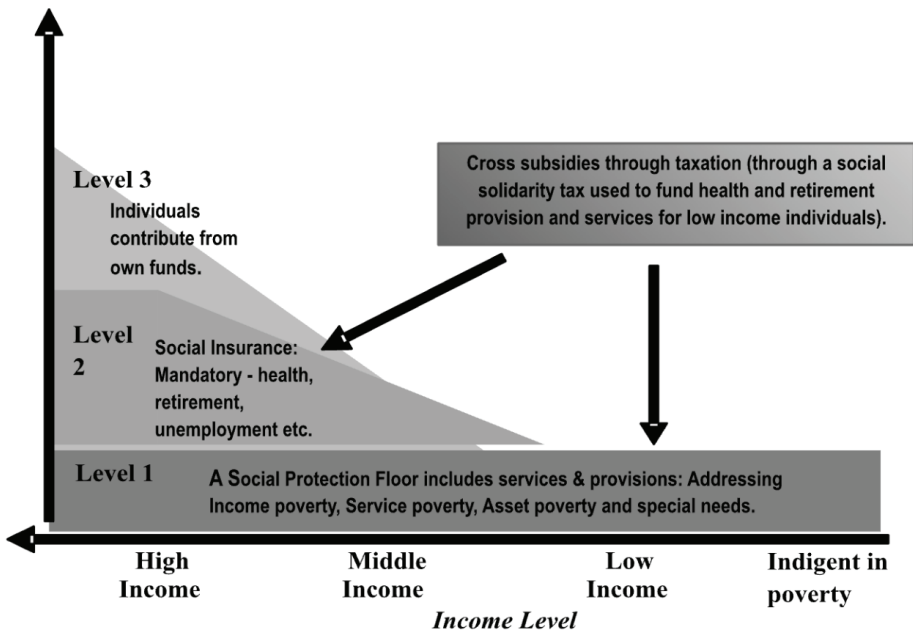 Level 3
Individuals
contribute from
own funds.
Cross subsidies through taxation (through a social
solidarity tax used to fund health and retirement
provision and services for low income individuals).
Level
2
Social Insurance:
Mandatory - health,
retirement,
unemployment etc.
Level 1
A Social Protection Floor includes services & provisions: Addressing
Income poverty, Service poverty, Asset poverty and special needs.
High
Income
Middle
Income
Low
Income
Indigent in
poverty
Income Level